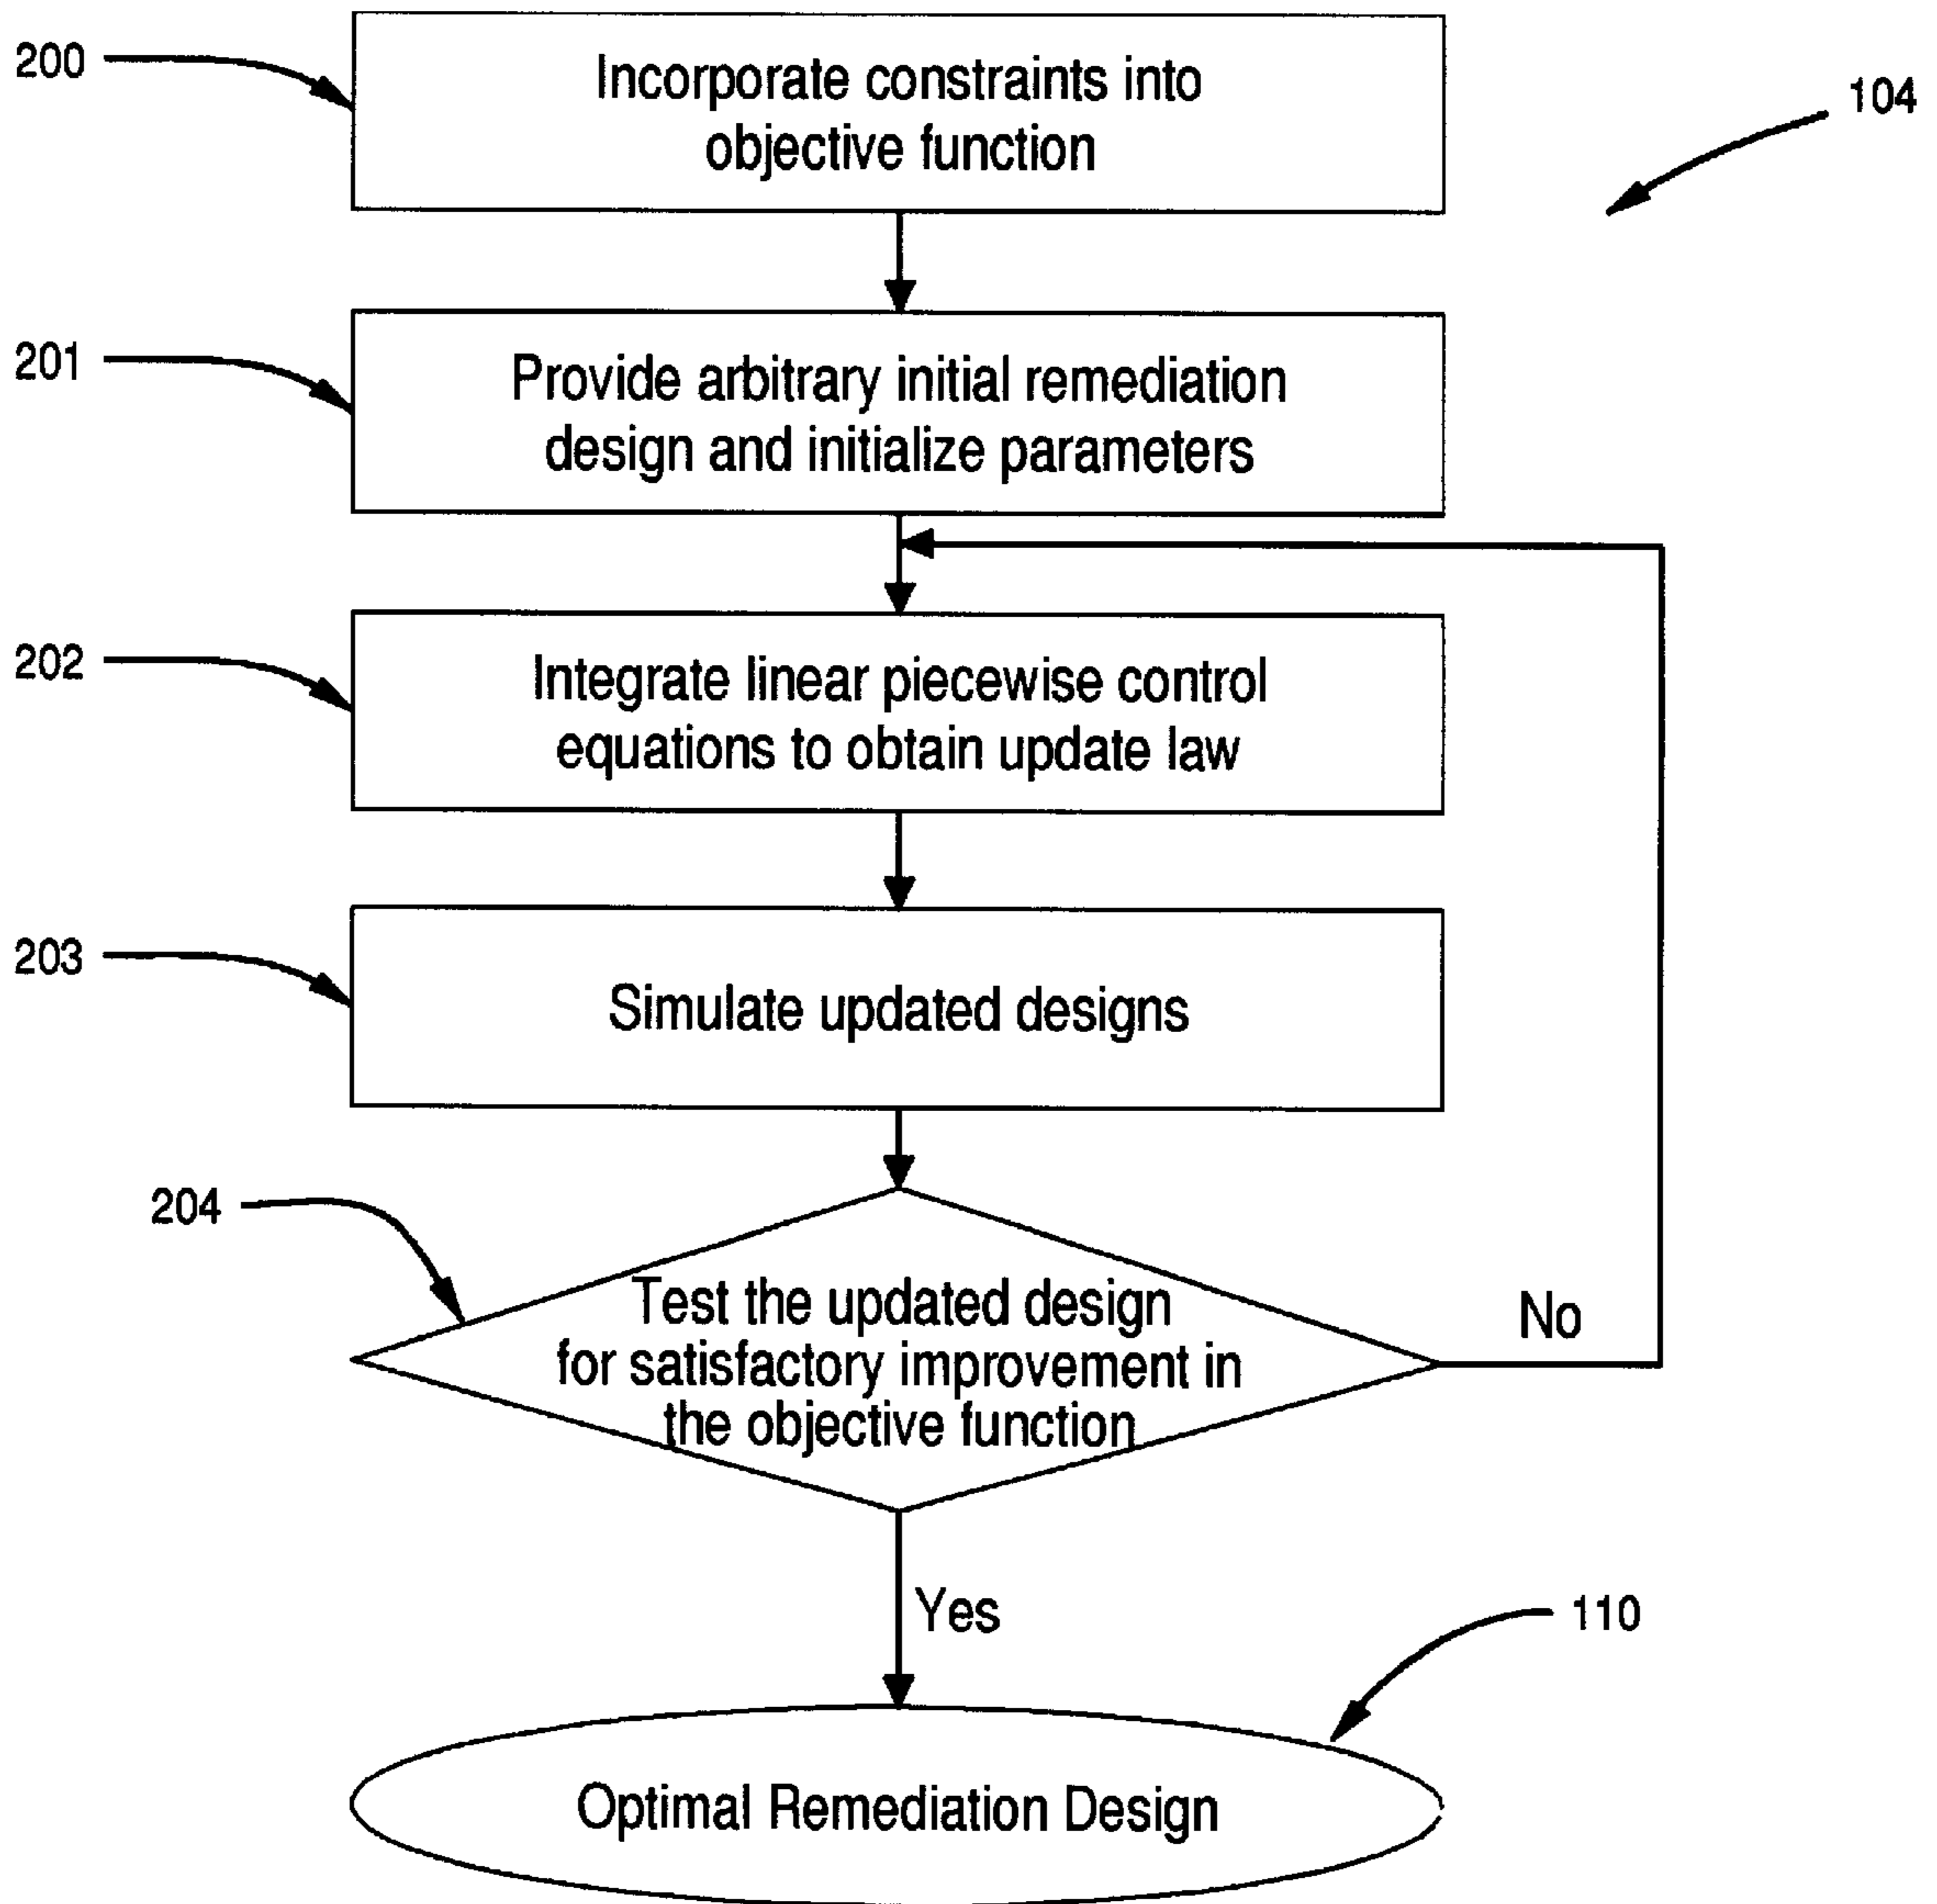 200
Incorporate constraints into
objective function
104
201
Provide arbitrary initial remediation
design and initialize parameters
202
Integrate linear piecewise control
equations to obtain update law
203
Simulate updated designs
204
Test the updated design
for satisfactory improvement in
the objective function
No
Yes
110
Optimal Remediation Design